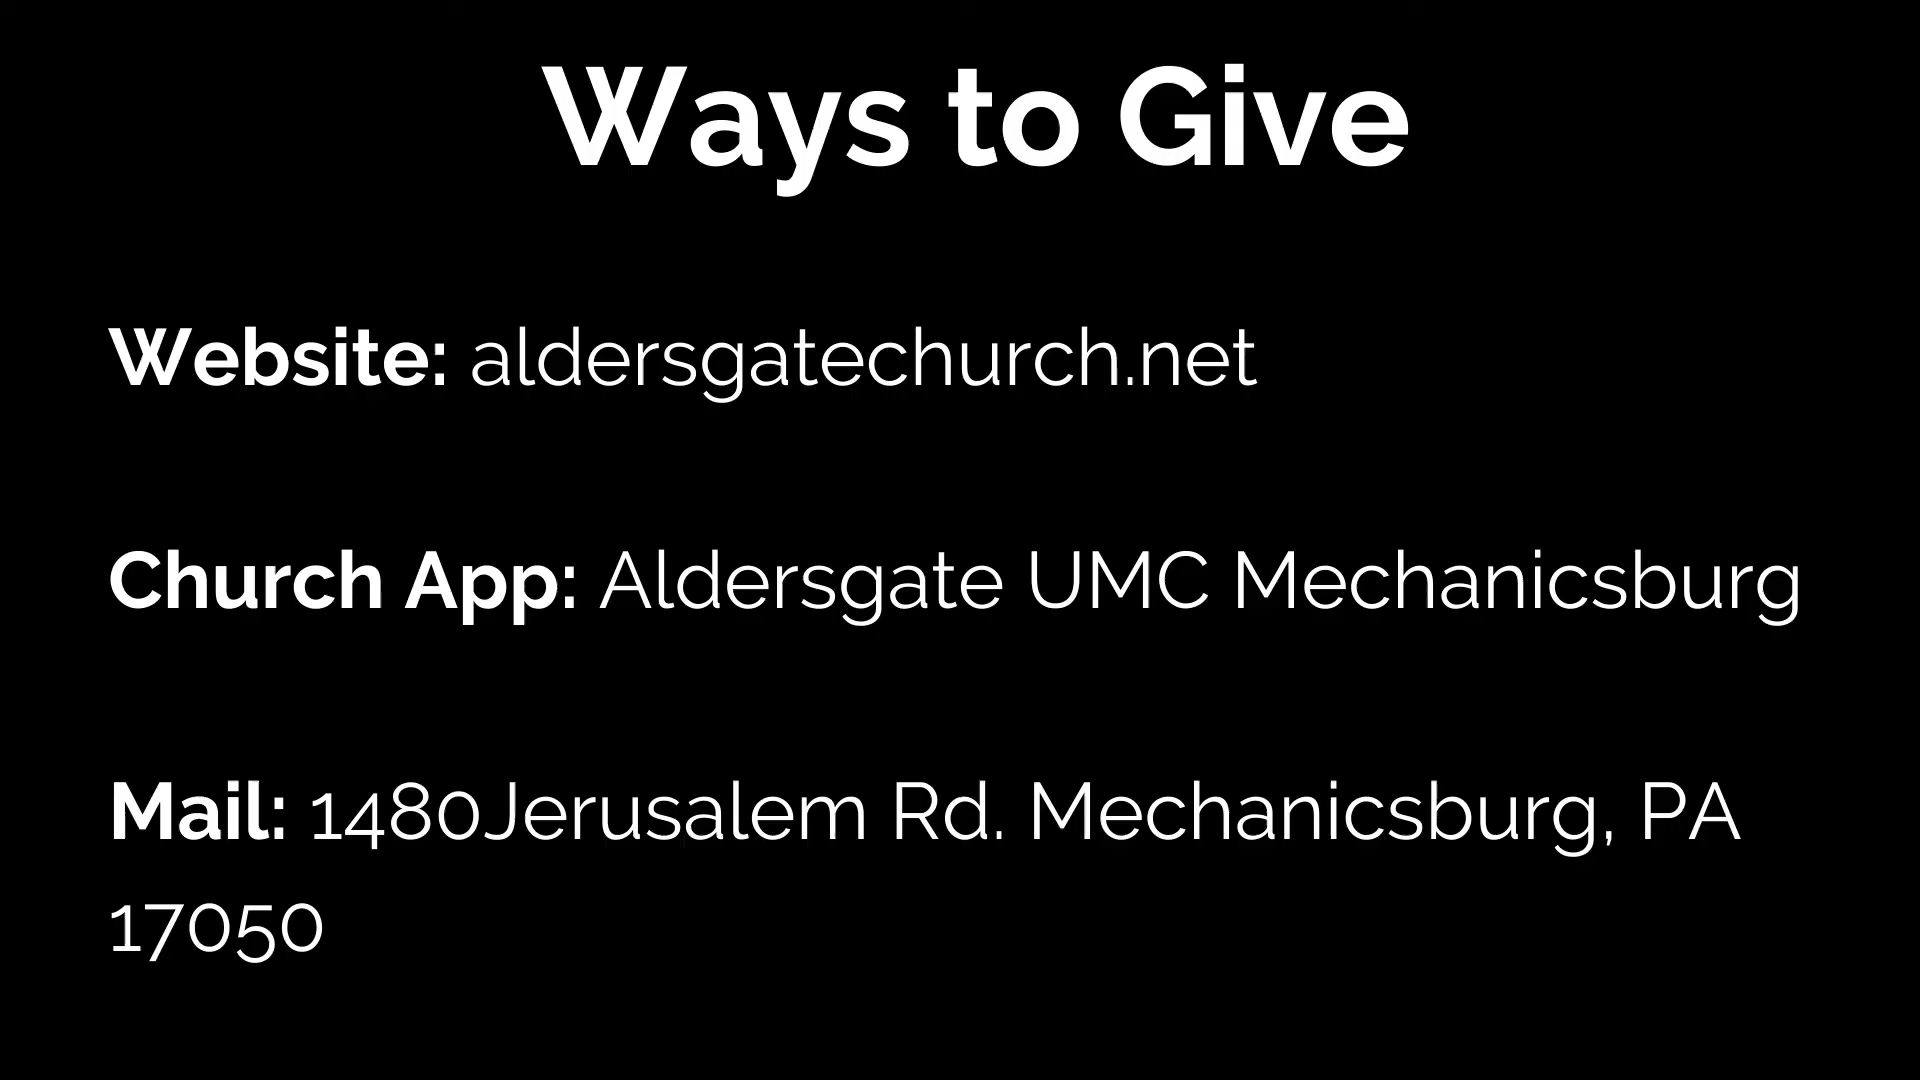 Ways to Give
Website: aldersgatechurch.net
Church App: Aldersgate UMC Mechanicsburg
Mail: 1480Jerusalem Rd. Mechanicsburg, PA
17050